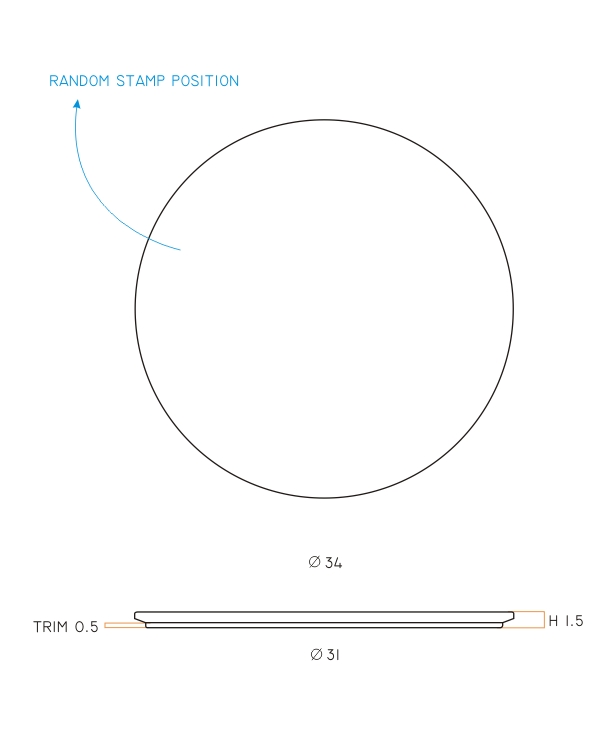 RANDOM STAMP POSITION
Ø 34
TRIM 0.5
H 1.5
Ø 31